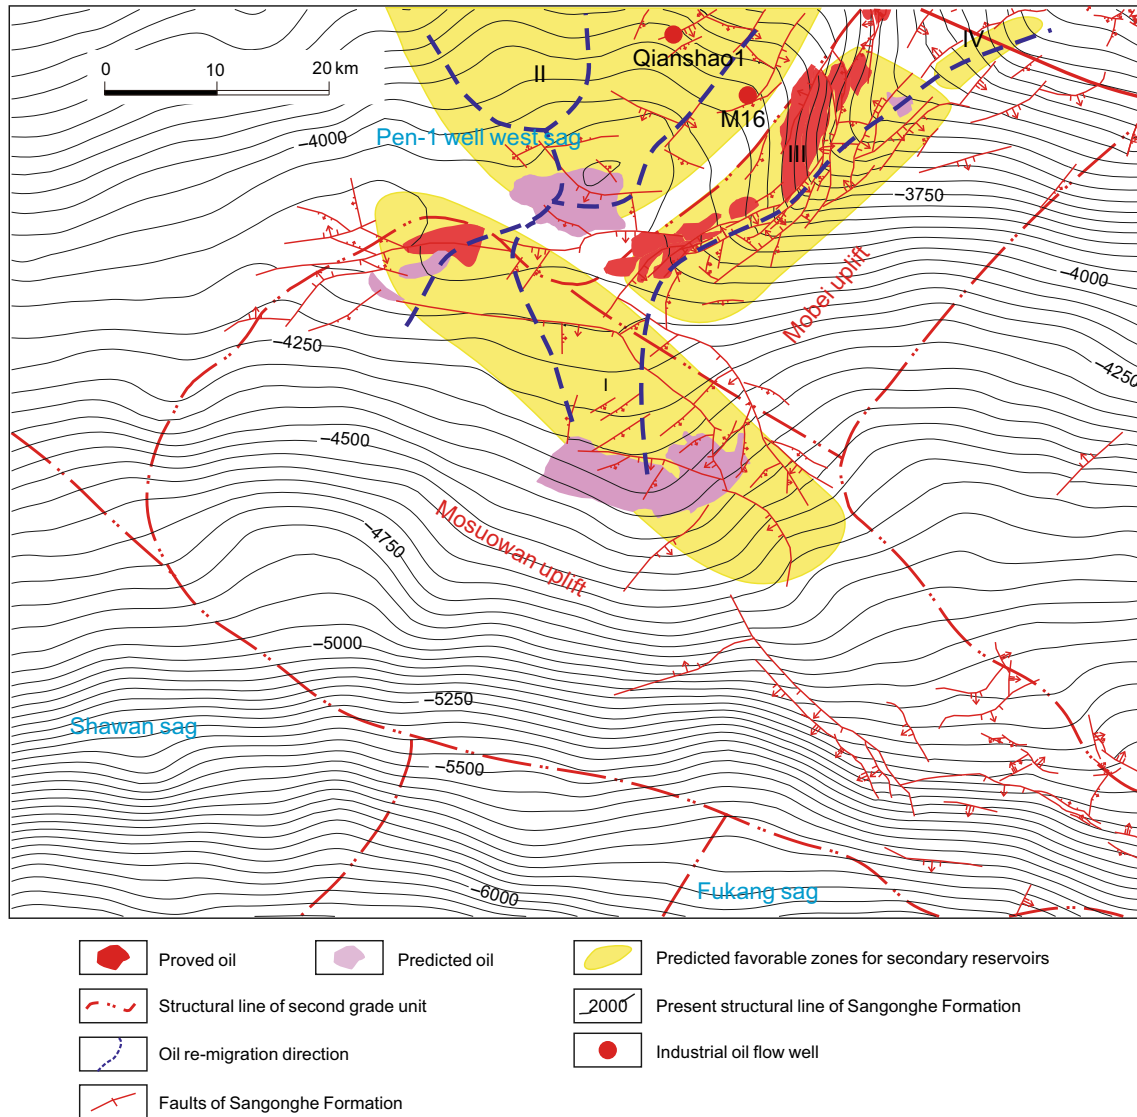 IV
II
Qianshao1
0
10
20 km
M16
Pen-1 well west sag
−4000
III
−3750
−4000
Mobei uplift
−4250
−4250
I
−4500
Mosuowan uplift
−4750
−5000
−5250
Shawan sag
−5500
−6000
Fukang sag
Proved oil
Predicted oil
Predicted favorable zones for secondary reservoirs
Structural line of second grade unit
2000
Present structural line of Sangonghe Formation
Oil re-migration direction
Industrial oil flow well
Faults of Sangonghe Formation